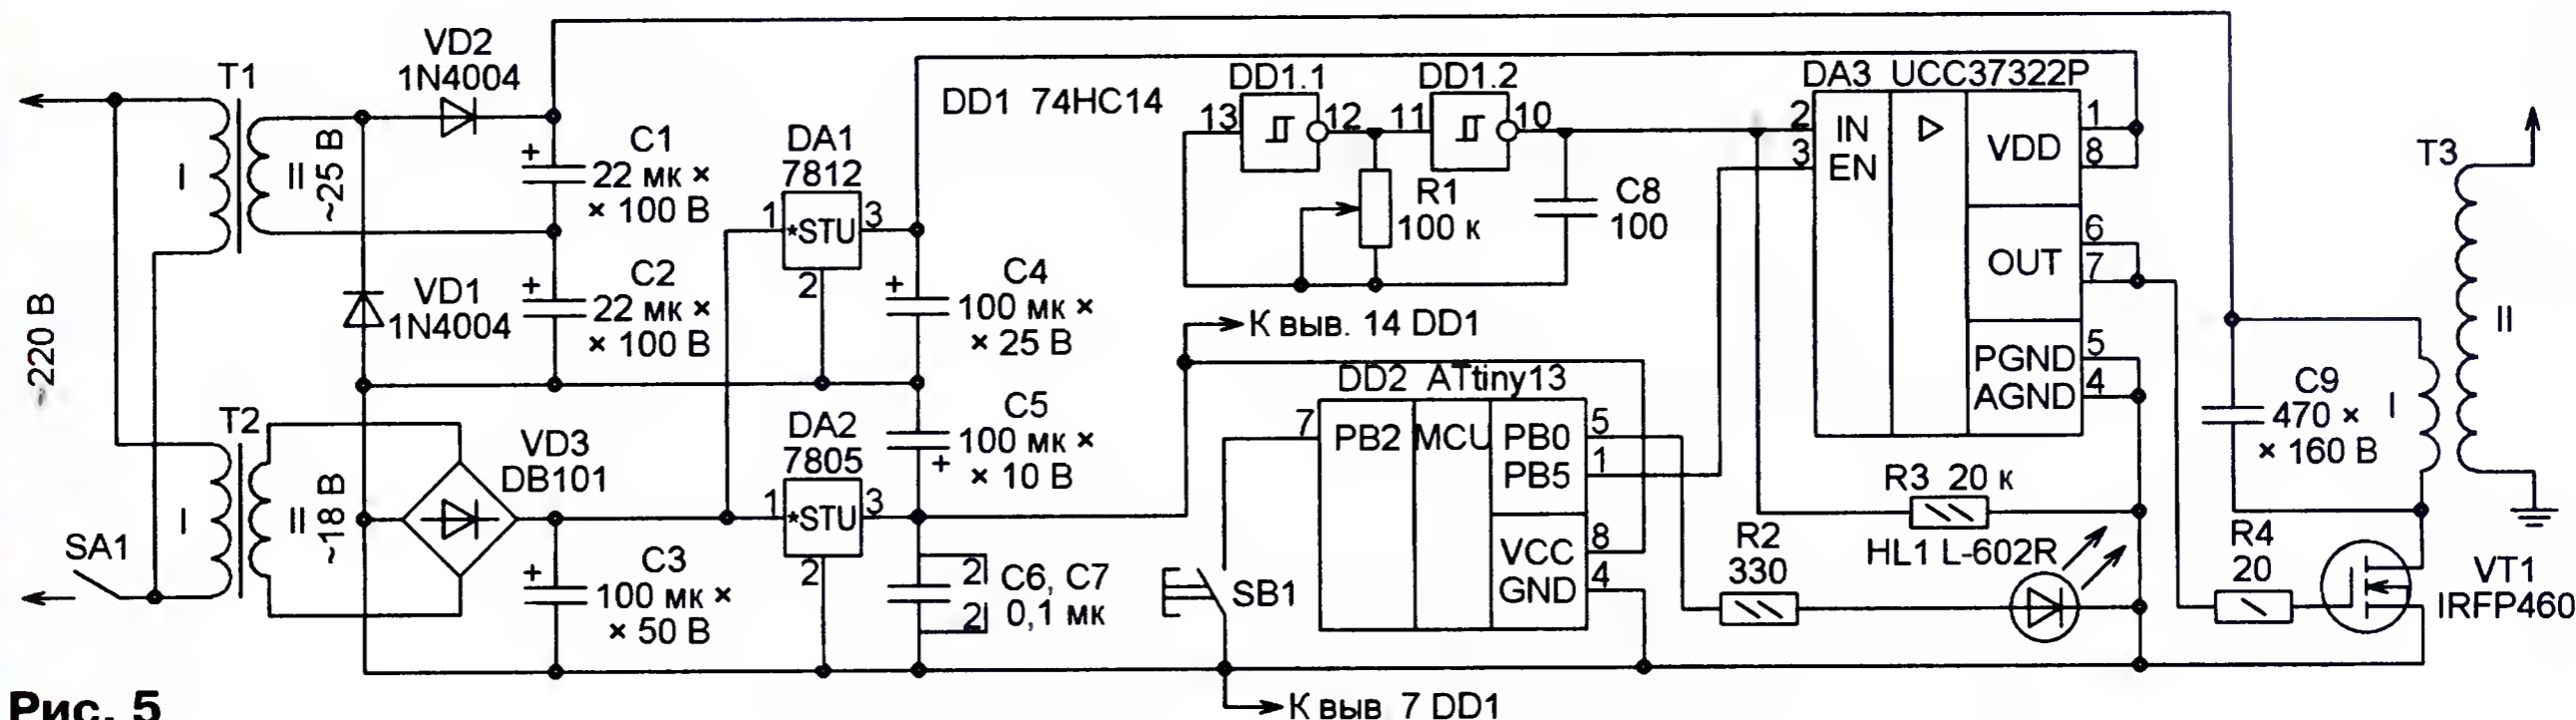 T1
I
II
~25 В
VD2
1N4004
C1
22 мк ×
× 100 В
VD1
1N4004
C2
22 мк ×
× 100 В
~220 В
SA1
T2
I
II
~18 В
VD3
DB101
C3
100 мк ×
× 50 В
DA1
7812
1
*STU
3
2
C4
100 мк ×
× 25 В
C5
100 мк ×
× 10 В
DA2
7805
1
*STU
3
2
2
C6, C7
2
0,1 мк
DD1 74HC14
DD1.1
13
12
DD1.2
11
10
R1
100 к
C8
100
К выв. 14 DD1
DD2 ATtiny13
7
PB2
MCU
PB0
5
PB5
1
VCC
8
GND
4
SB1
К выв 7 DD1
DA3 UCC37322P
2
IN
3
EN
VDD
1
8
OUT
6
7
PGND
5
AGND
4
R3 20 к
R2
330
HL1 L-602R
R4
20
VT1
IRFP460
C9
470 ×
× 160 В
T3
I
II
Рис. 5